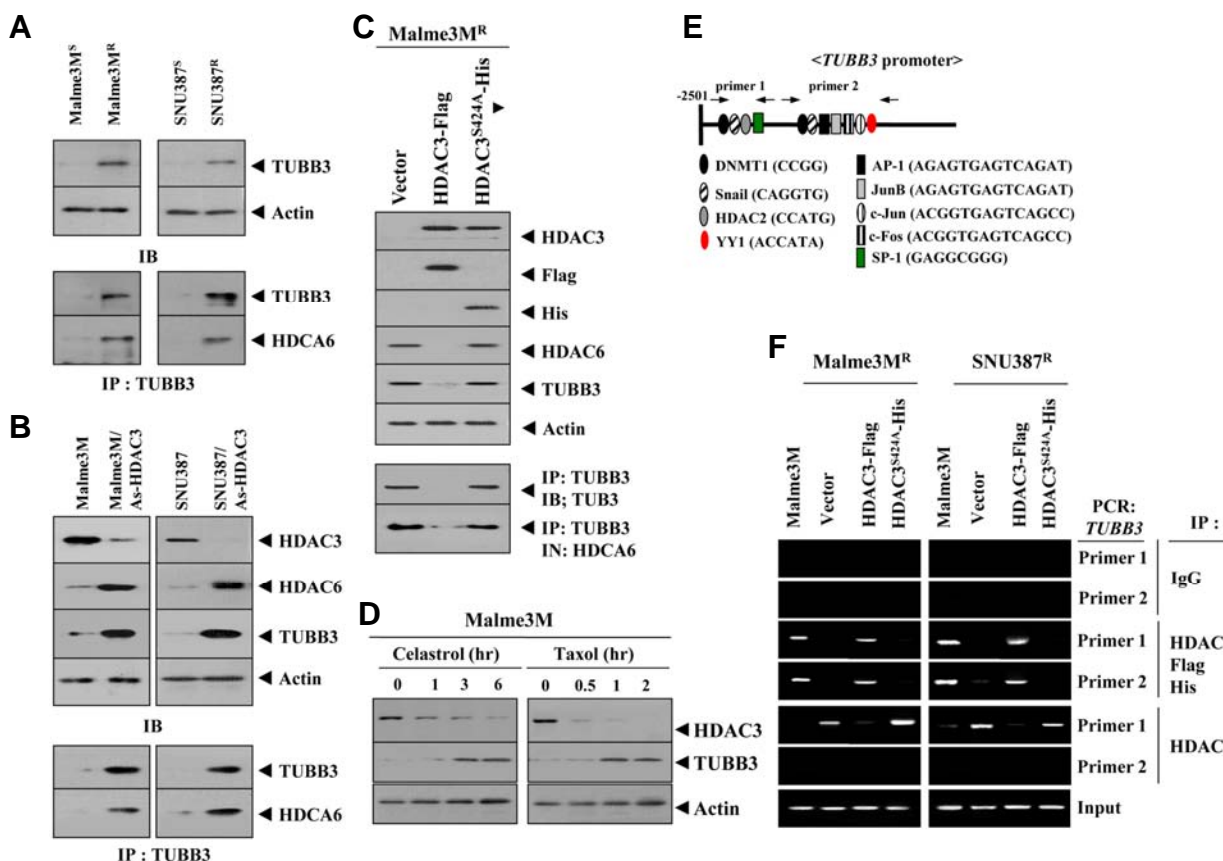 A
Malme3M^S
Malme3M^R
SNU387^S
SNU387^R
TUBB3
Actin
IB
TUBB3
HDCA6
IP : TUBB3
B
Malme3M
Malme3M/
As-HDAC3
SNU387
SNU387/
As-HDAC3
HDAC3
HDAC6
TUBB3
Actin
IB
TUBB3
HDCA6
IP : TUBB3
C
Malme3M^R
Vector
HDAC3-Flag
HDAC3^S424A-His
HDAC3
Flag
His
HDAC6
TUBB3
Actin
IP: TUBB3
IB; TUB3
IP: TUBB3
IN: HDCA6
D
Malme3M
Celastrol (hr)
Taxol (hr)
0 1 3 6
0 0.5 1 2
HDAC3
TUBB3
Actin
E
<TUBB3 promoter>
primer 1
primer 2
-2501
DNMT1 (CCGG)
Snail (CAGGTG)
HDAC2 (CCATG)
YY1 (ACCATA)
AP-1 (AGAGTGAGTCAGAT)
JunB (AGAGTGAGTCAGAT)
c-Jun (ACGGTGAGTCAGCC)
c-Fos (ACGGTGAGTCAGCC)
SP-1 (GAGGCGGG)
F
Malme3M^R
SNU387^R
Malme3M
Vector
HDAC3-Flag
HDAC3^S424A-His
Malme3M
Vector
HDAC3-Flag
HDAC3^S424A-His
PCR:
TUBB3
IP :
Primer 1
Primer 2
IgG
Primer 1
Primer 2
HDAC
Flag
His
Primer 1
Primer 2
HDAC
Input